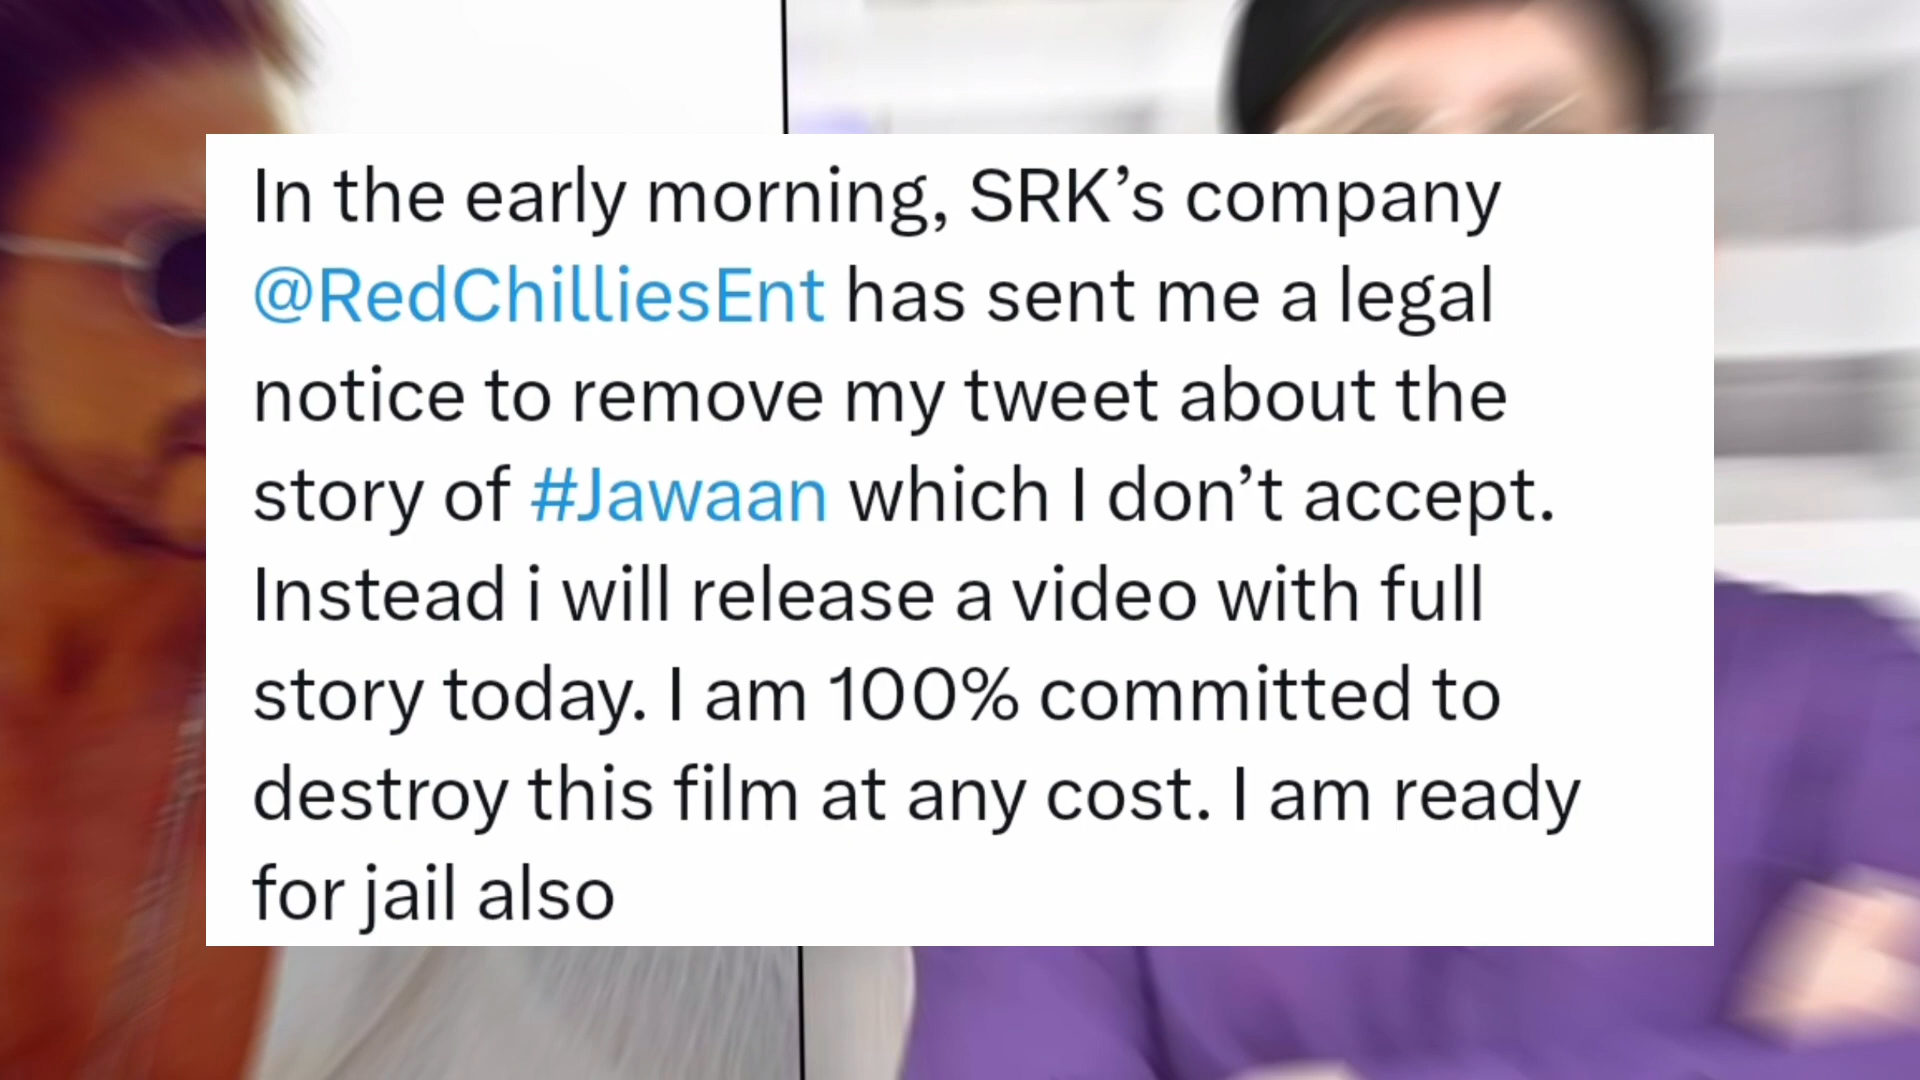 In the early morning, SRK’s company
@RedChilliesEnt has sent me a legal
notice to remove my tweet about the
story of #Jawaan which I don’t accept.
Instead i will release a video with full
story today. I am 100% committed to
destroy this film at any cost. I am ready
for jail also